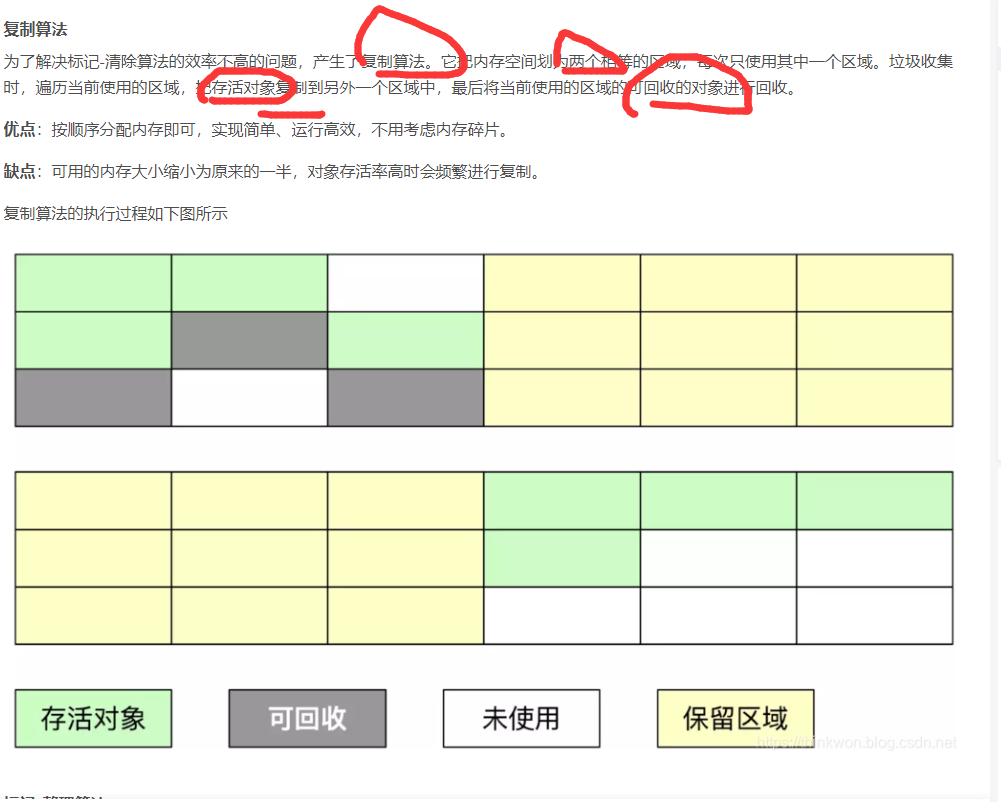 复制算法
为了解决标记-清除算法的效率不高的问题，产生了复制算法。它把内存空间划为两个相等的区域，每次只使用其中一个区域。垃圾收集
时，遍历当前使用的区域，把存活对象复制到另外一个区域中，最后将当前使用的区域的可回收的对象进行回收。
优点：按顺序分配内存即可，实现简单、运行高效，不用考虑内存碎片。
缺点：可用的内存大小缩小为原来的一半，对象存活率高时会频繁进行复制。
复制算法的执行过程如下图所示
存活对象 可回收 未使用 保留区域
https://thinkwon.blog.csdn.net